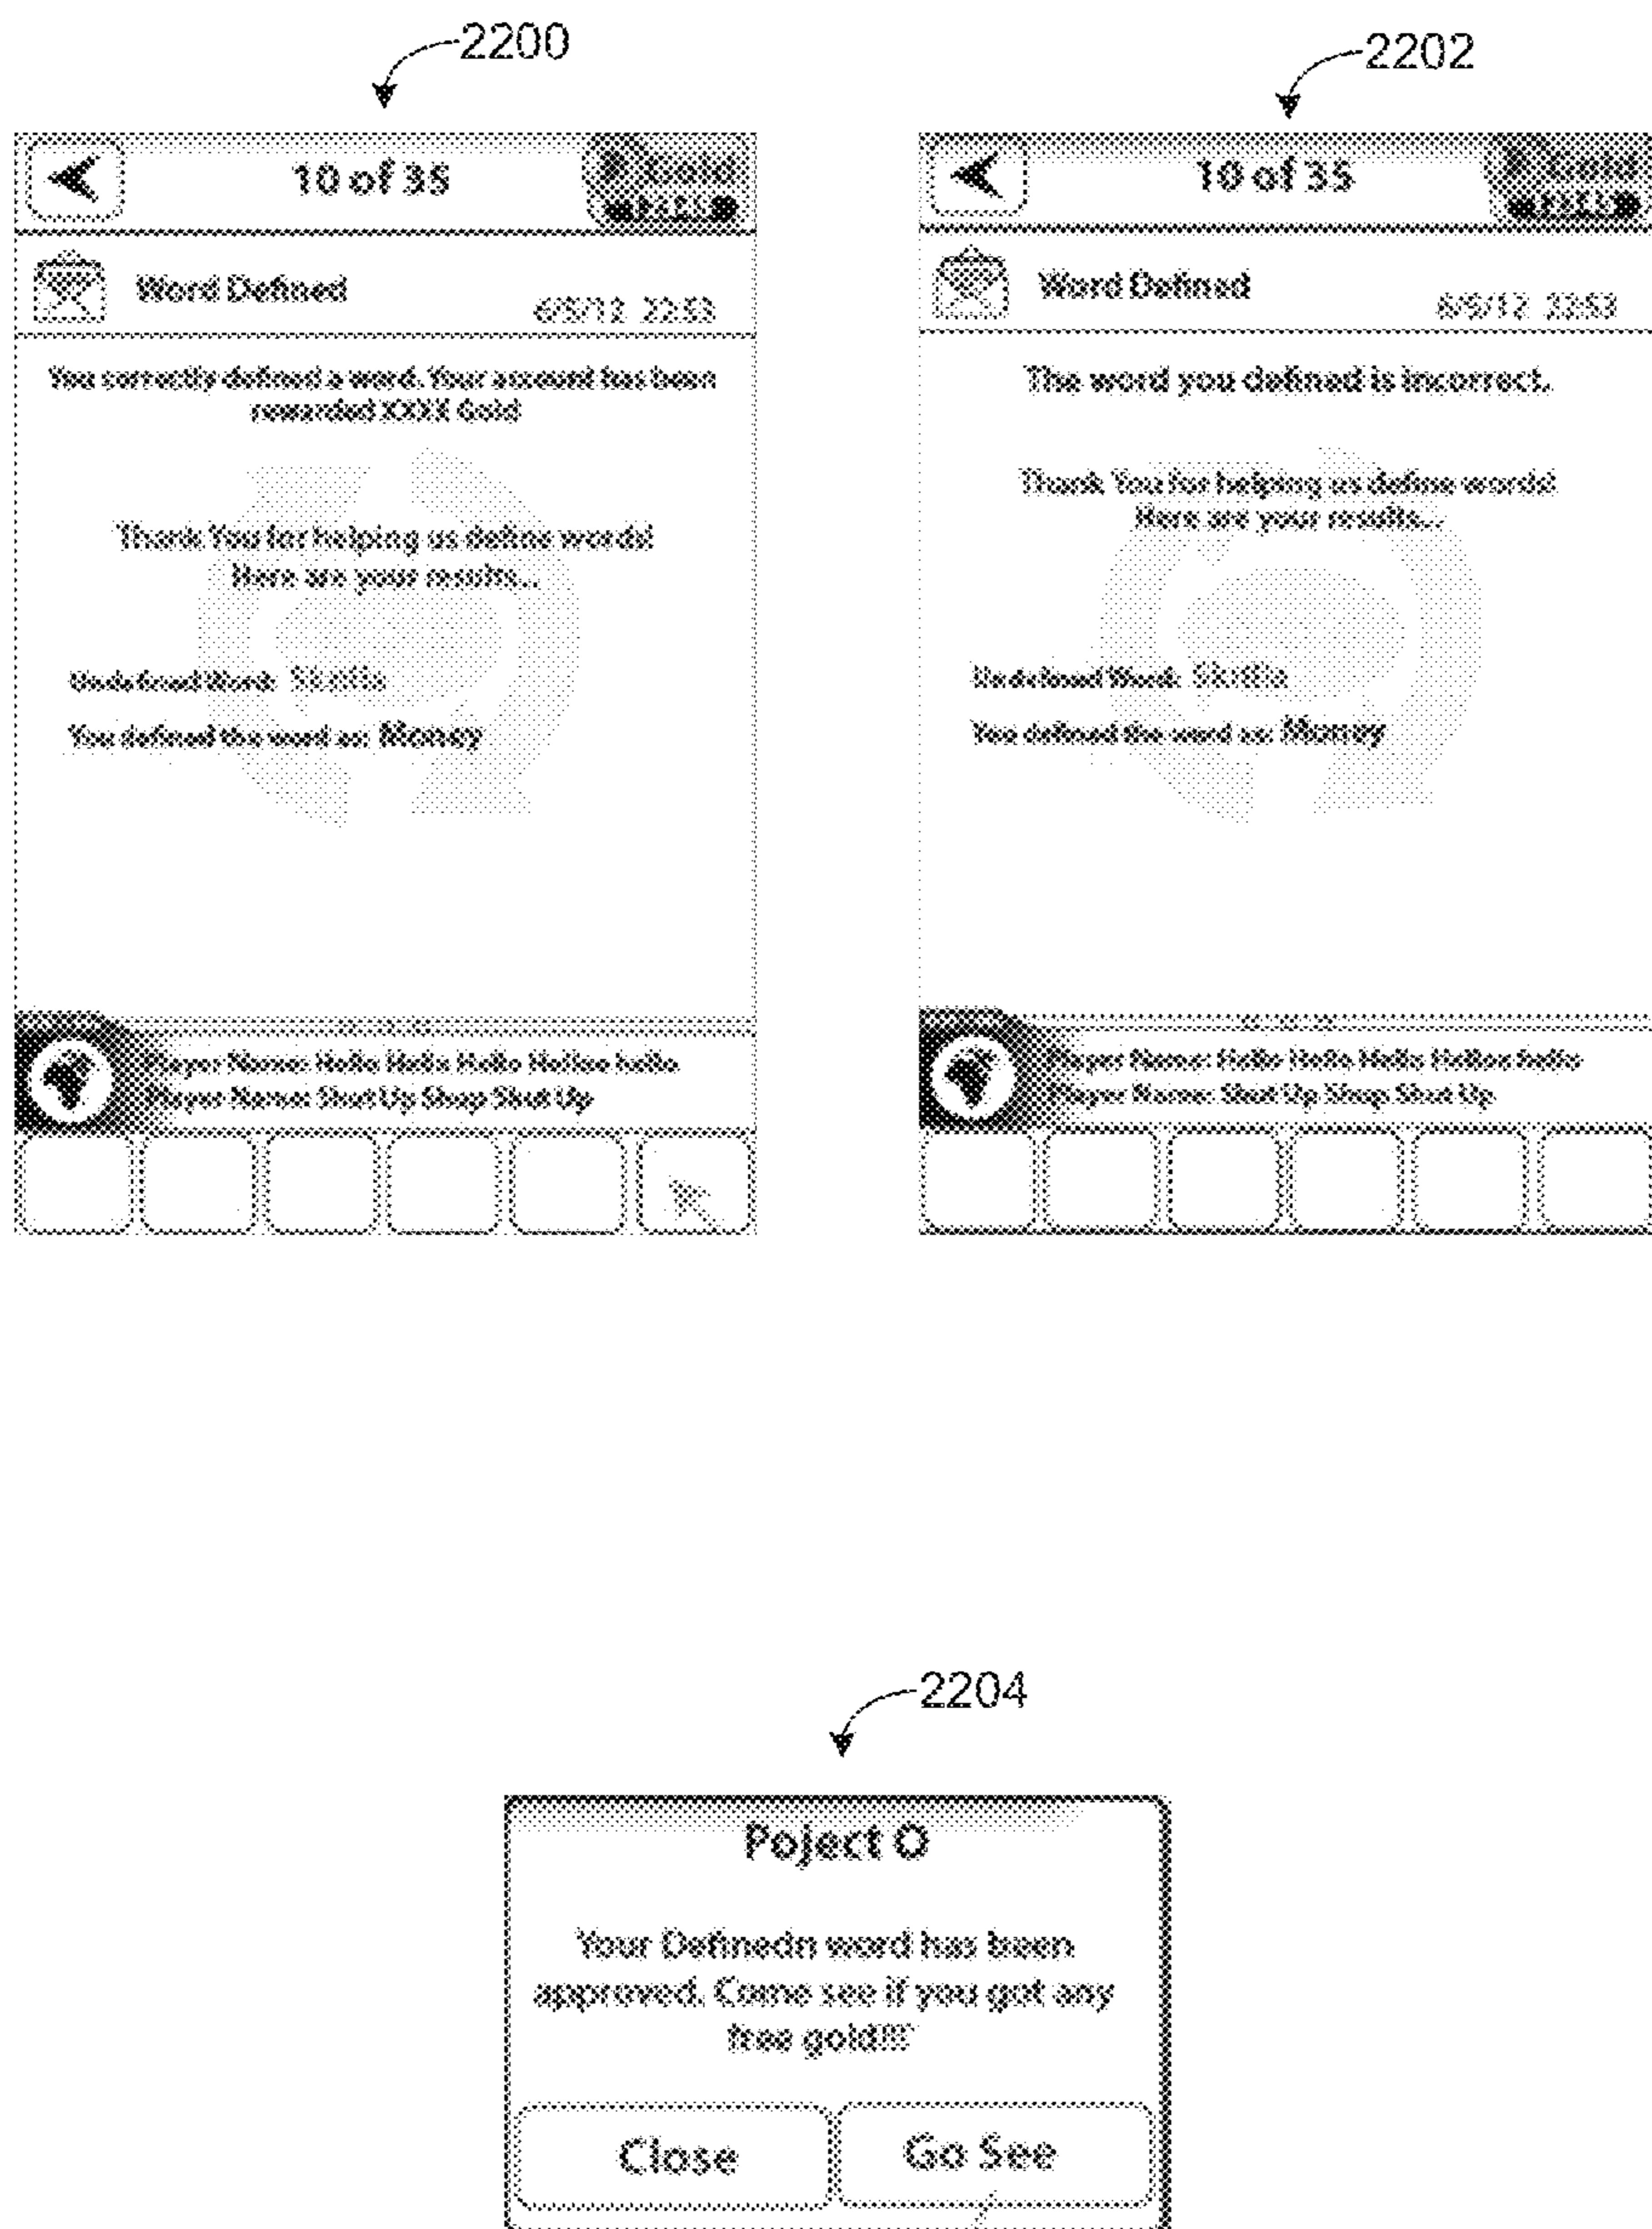 2200
10 of 35
Gold
Word Defined
6/5/12 22:53
You correctly defined a word. Your account has been
rewarded XXXX Gold
Thank You for helping us define words!
Here are your results...
Undefined Word: Skrilla
You defined the word as: Money
Player Name: Hello Hello Hello Helloo hello
Player Name: Shut Up Shup Shut Up
2202
10 of 35
Gold
Word Defined
6/5/12 22:53
The word you defined is incorrect.
Thank You for helping us define words!
Here are your results...
Undefined Word: Skrilla
You defined the word as: Money
Player Name: Hello Hello Hello Helloo hello
Player Name: Shut Up Shup Shut Up
2204
Poject O
Your Definedn word has been
approved. Come see if you got any
free gold!!!
Close
Go See